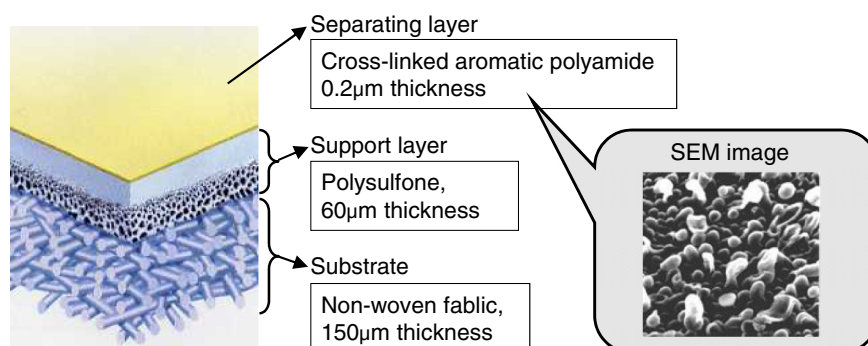 Separating layer
Cross-linked aromatic polyamide
0.2µm thickness
Support layer
Polysulfone,
60µm thickness
Substrate
Non-woven fablic,
150µm thickness
SEM image